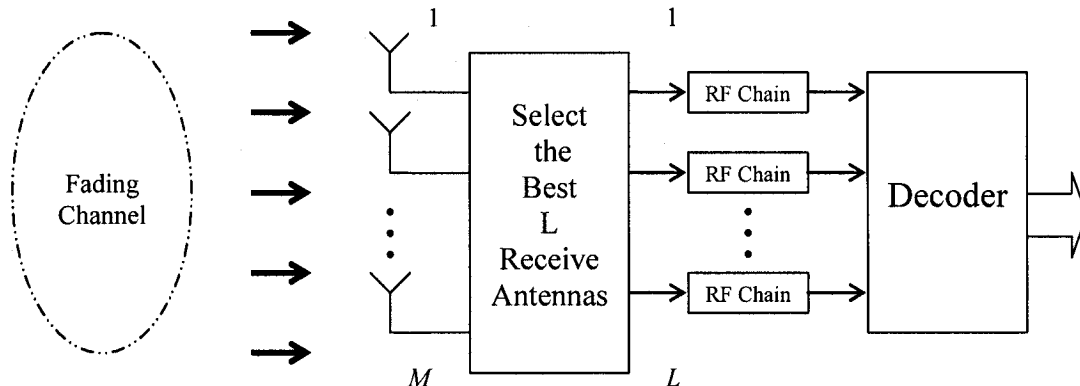 1
1
Fading
Channel
Select
the
Best
L
Receive
Antennas
RF Chain
RF Chain
RF Chain
Decoder
M
L